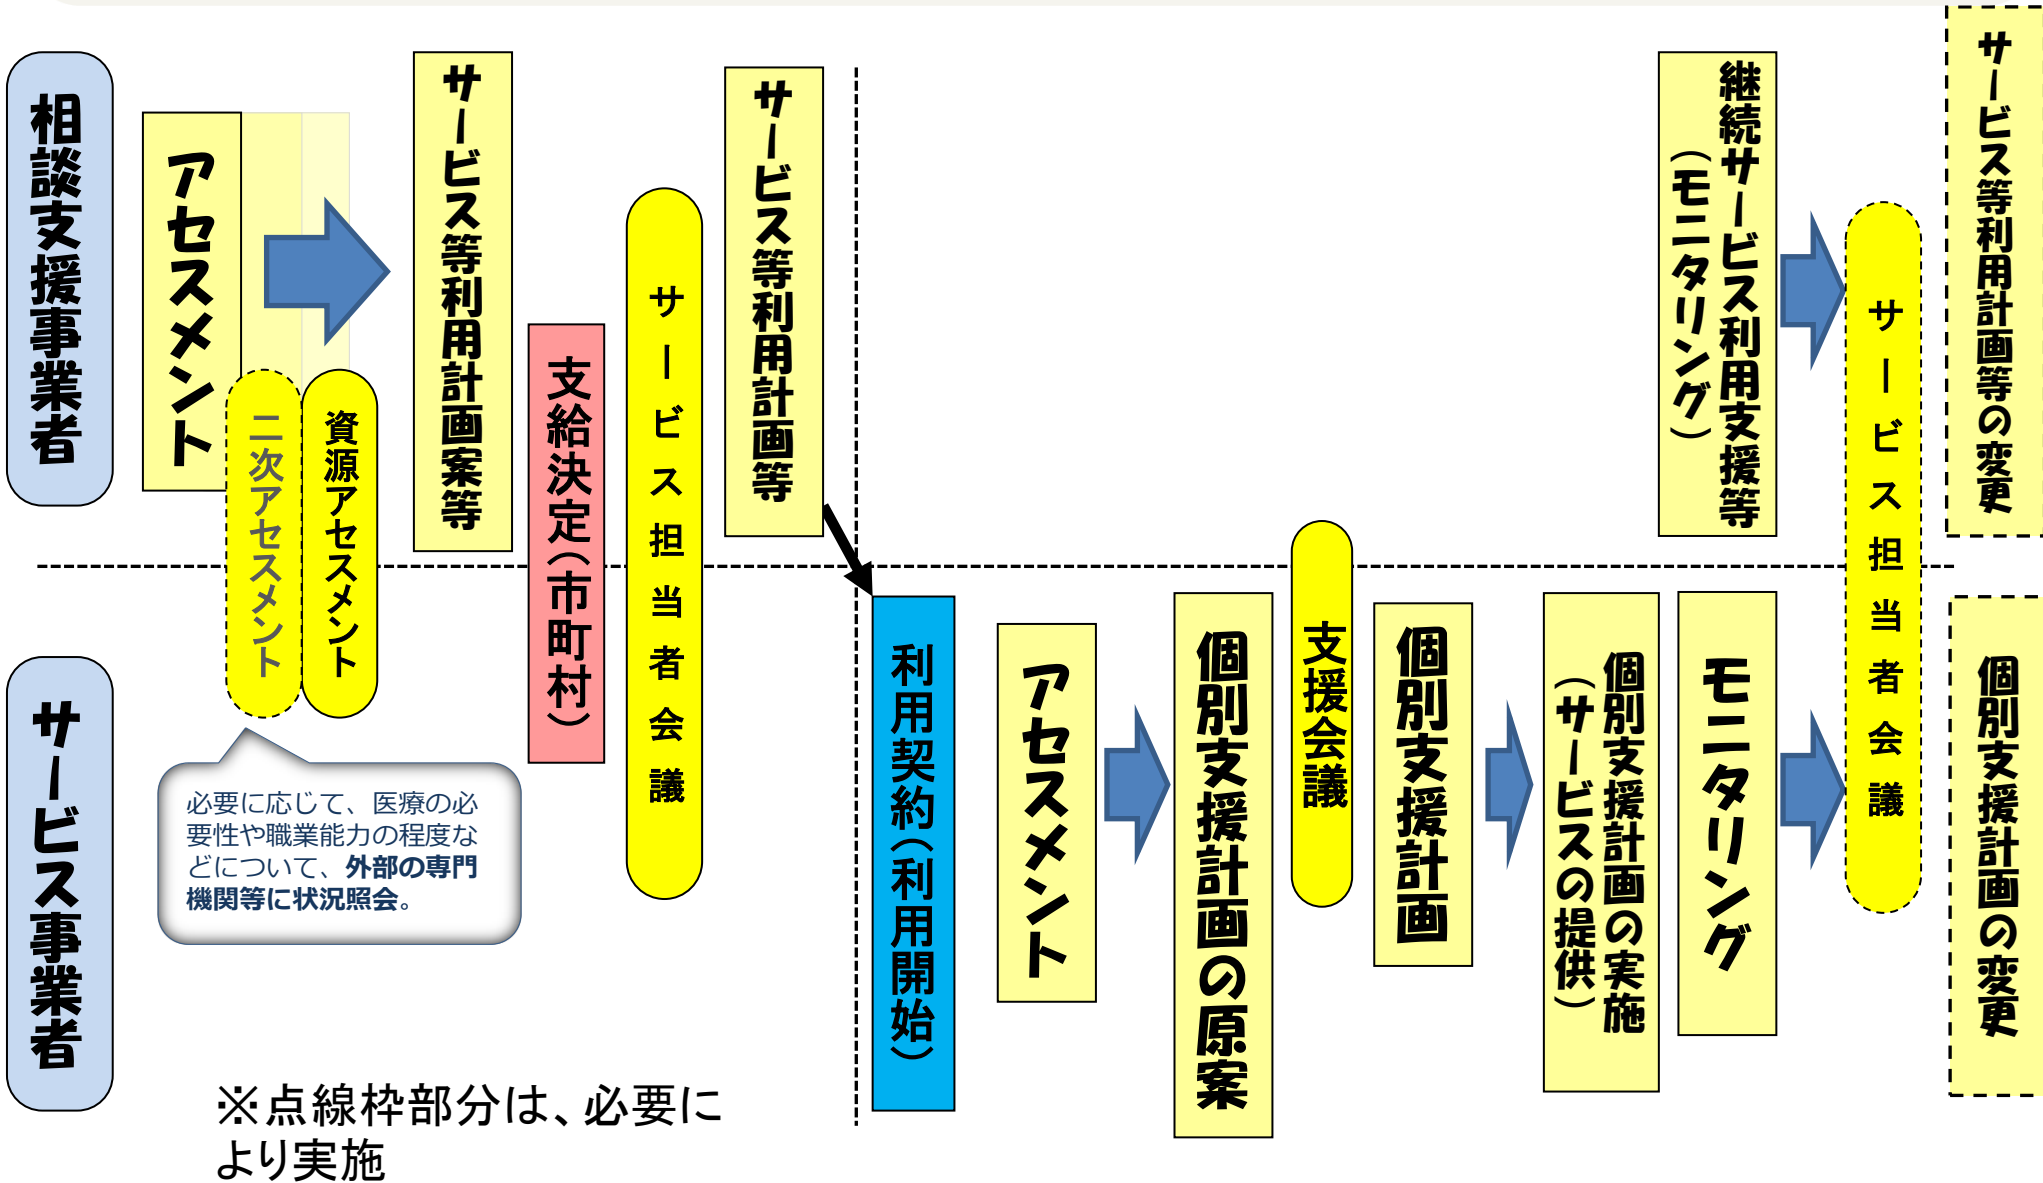 相談支援事業者
アセスメント
二次アセスメント
資源アセスメント
サービス等利用計画案等
支給決定(市町村)
サービス担当者会議
サービス等利用計画等
継続サービス利用支援等
(モニタリング)
サービス担当者会議
サービス等利用計画等の変更
サービス事業者
必要に応じて、医療の必
要性や職業能力の程度な
どについて、外部の専門
機関等に状況照会。
利用契約(利用開始)
アセスメント
個別支援計画の原案
支援会議
個別支援計画
個別支援計画の実施
(サービスの提供)
モニタリング
個別支援計画の変更
※点線枠部分は、必要に
より実施